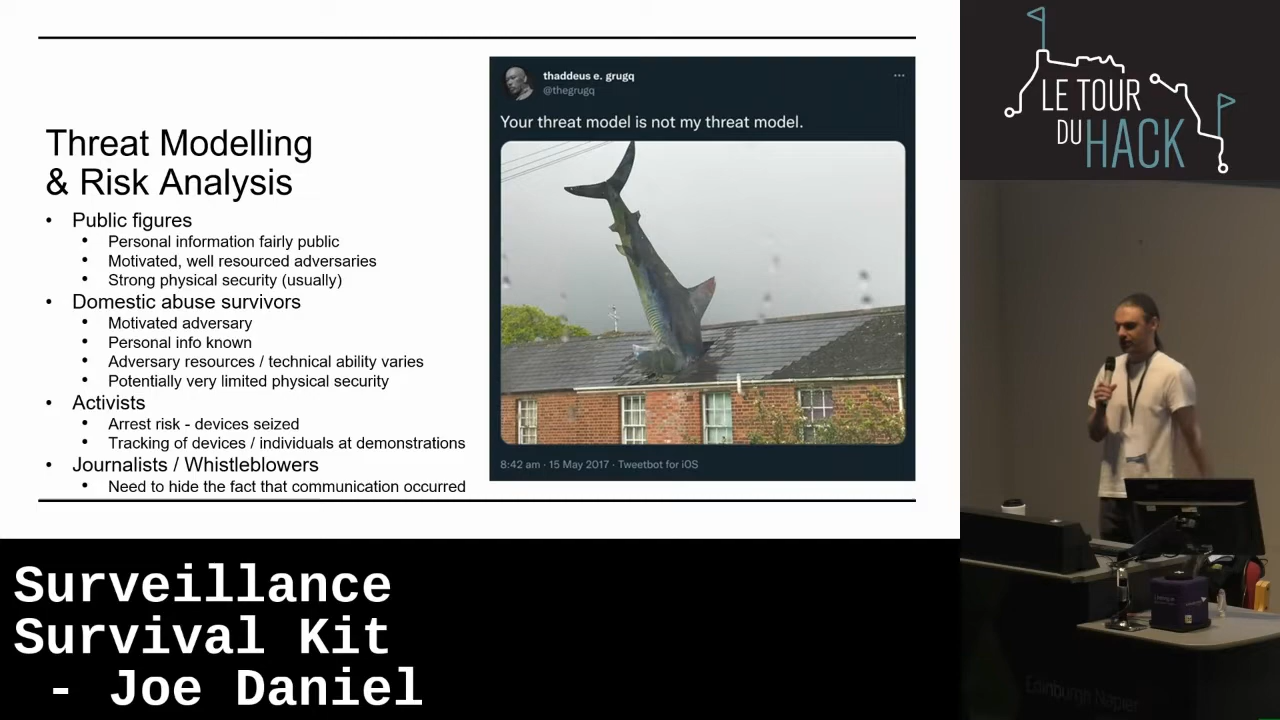 Threat Modelling
& Risk Analysis
• Public figures
• Personal information fairly public
• Motivated, well resourced adversaries
• Strong physical security (usually)
• Domestic abuse survivors
• Motivated adversary
• Personal info known
• Adversary resources / technical ability varies
• Potentially very limited physical security
• Activists
• Arrest risk - devices seized
• Tracking of devices / individuals at demonstrations
• Journalists / Whistleblowers
• Need to hide the fact that communication occurred
thaddeus e. grugq
@thegrugq
Your threat model is not my threat model.
8:42 am · 15 May 2017 · Tweetbot for iOS
LE TOUR
DU HACK
Edinburgh Napier
Surveillance
Survival Kit
- Joe Daniel